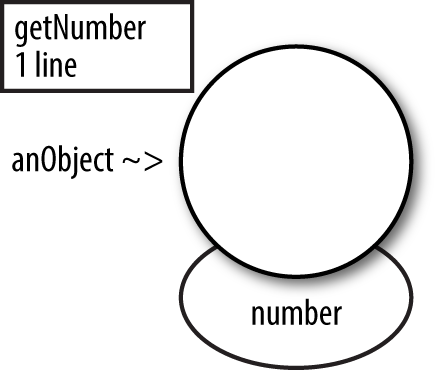 getNumber
1 line
anObject ~>
number